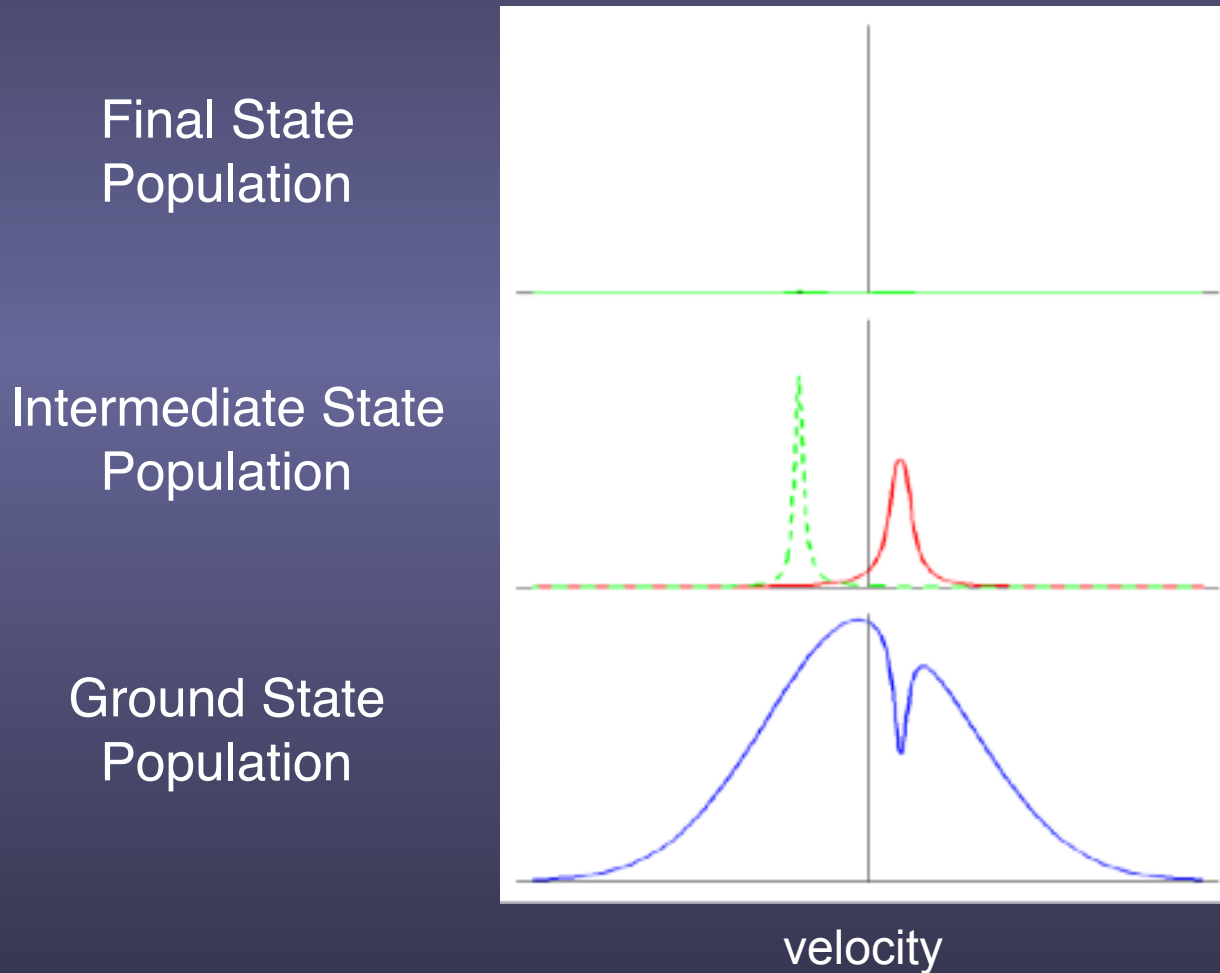 Final State
Population
Intermediate State
Population
Ground State
Population
velocity